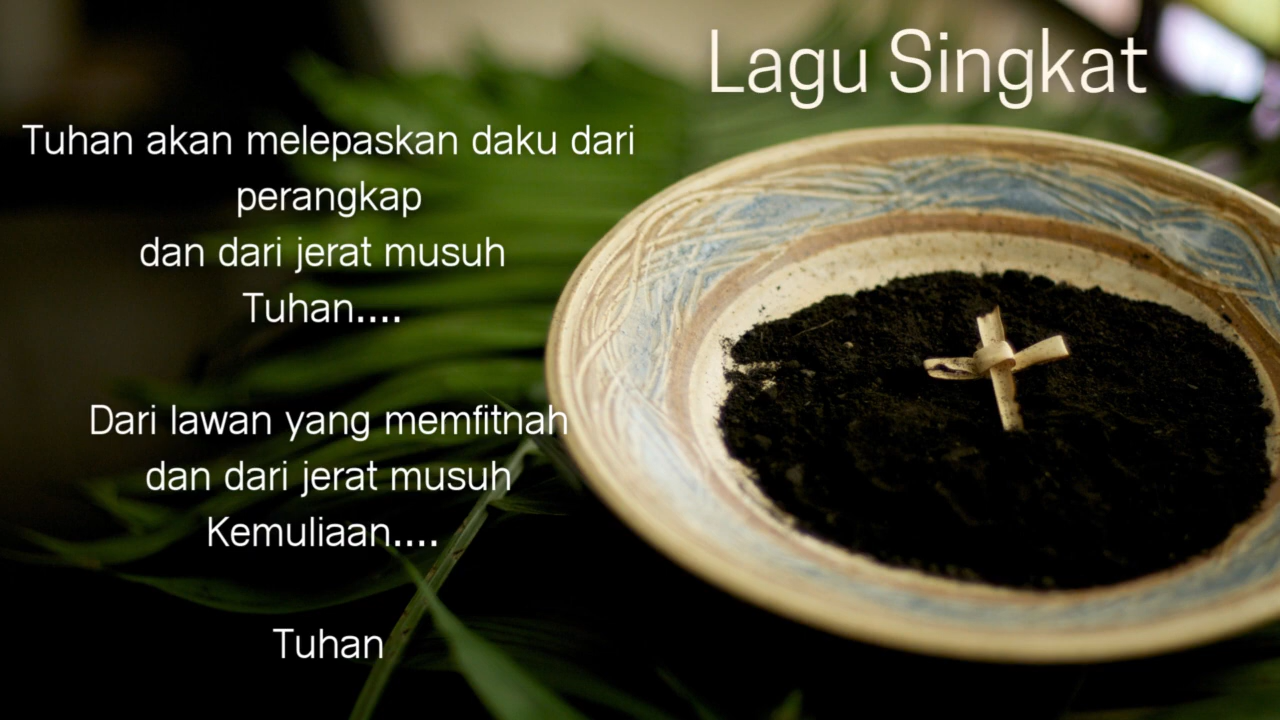 Lagu Singkat
Tuhan akan melepaskan daku dari
perangkap
dan dari jerat musuh
Tuhan....
Dari lawan yang memfitnah
dan dari jerat musuh
Kemuliaan....
Tuhan